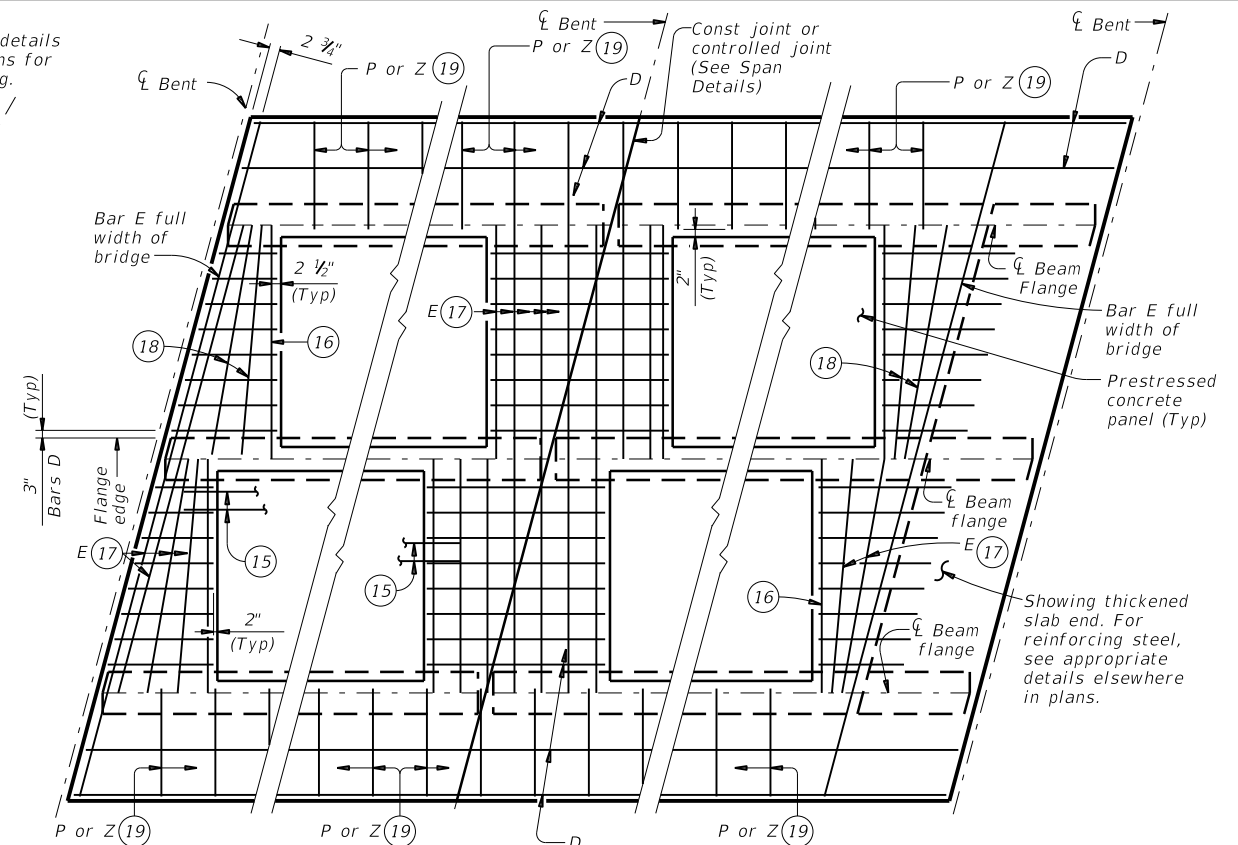 details
ns for
g.
/
2 ¾"
℄ Bent
℄ Bent
℄ Bent
P or Z 19
P or Z 19
P or Z 19
D
D
Const joint or
controlled joint
(See Span
Details)
Bar E full
width of
bridge
2 ½"
(Typ)
2"
(Typ)
℄ Beam
Flange
Bar E full
width of
bridge
E 17
18
16
18
Prestressed
concrete
panel (Typ)
(Typ)
3"
Bars D
Flange
edge
℄ Beam
flange
E 17
15
15
E 17
16
2"
(Typ)
℄ Beam
flange
Showing thickened
slab end. For
reinforcing steel,
see appropriate
details elsewhere
in plans.
P or Z 19
P or Z 19
P or Z 19
D